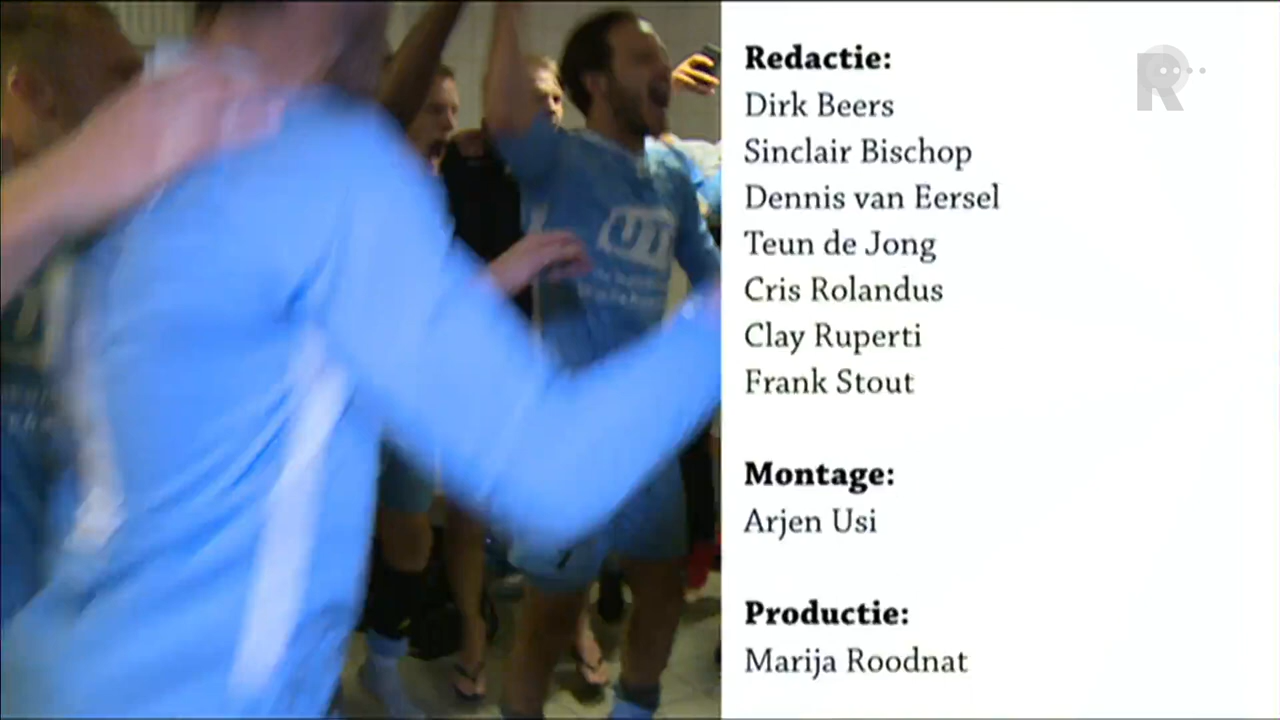 Redactie:
Dirk Beers
Sinclair Bischop
Dennis van Eersel
Teun de Jong
Cris Rolandus
Clay Ruperti
Frank Stout
Montage:
Arjen Usi
Productie:
Marija Roodnat
R